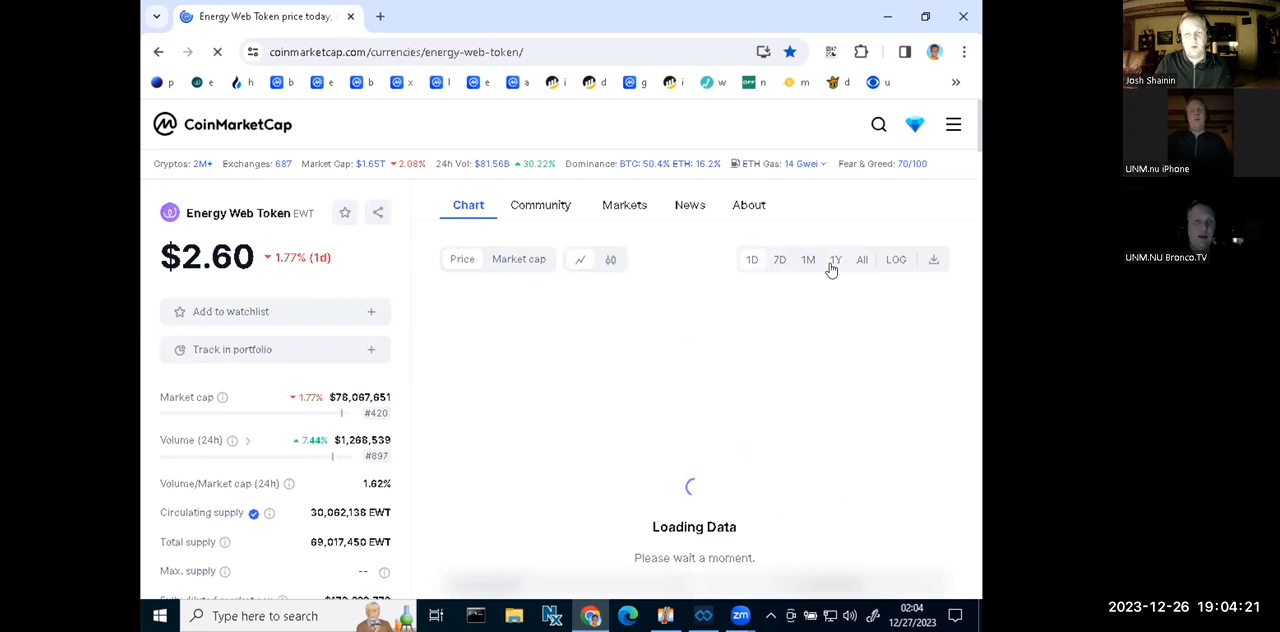 Energy Web Token price today,
coinmarketcap.com/currencies/energy-web-token/
p e h b e b x l e a i d g i w OFF n m d u
CoinMarketCap
Cryptos: 2M+ Exchanges: 687 Market Cap: $1.65T 2.08% 24h Vol: $81.56B 30.22% Dominance: BTC: 50.4% ETH: 16.2% ETH Gas: 14 Gwei Fear & Greed: 70/100
Energy Web Token EWT
$2.60 1.77% (1d)
Add to watchlist +
Track in portfolio +
Market cap 1.77% $78,067,651
#420
Volume (24h) 7.44% $1,268,539
#897
Volume/Market cap (24h) 1.62%
Circulating supply 30,062,138 EWT
Total supply 69,017,450 EWT
Max. supply --
Chart Community Markets News About
Price Market cap
1D 7D 1M 1Y All LOG
Loading Data
Please wait a moment.
Type here to search
zm
02:04
12/27/2023
Josh Shainin
UNM.nu iPhone
UNM.NU Bronco.TV
2023-12-26 19:04:21